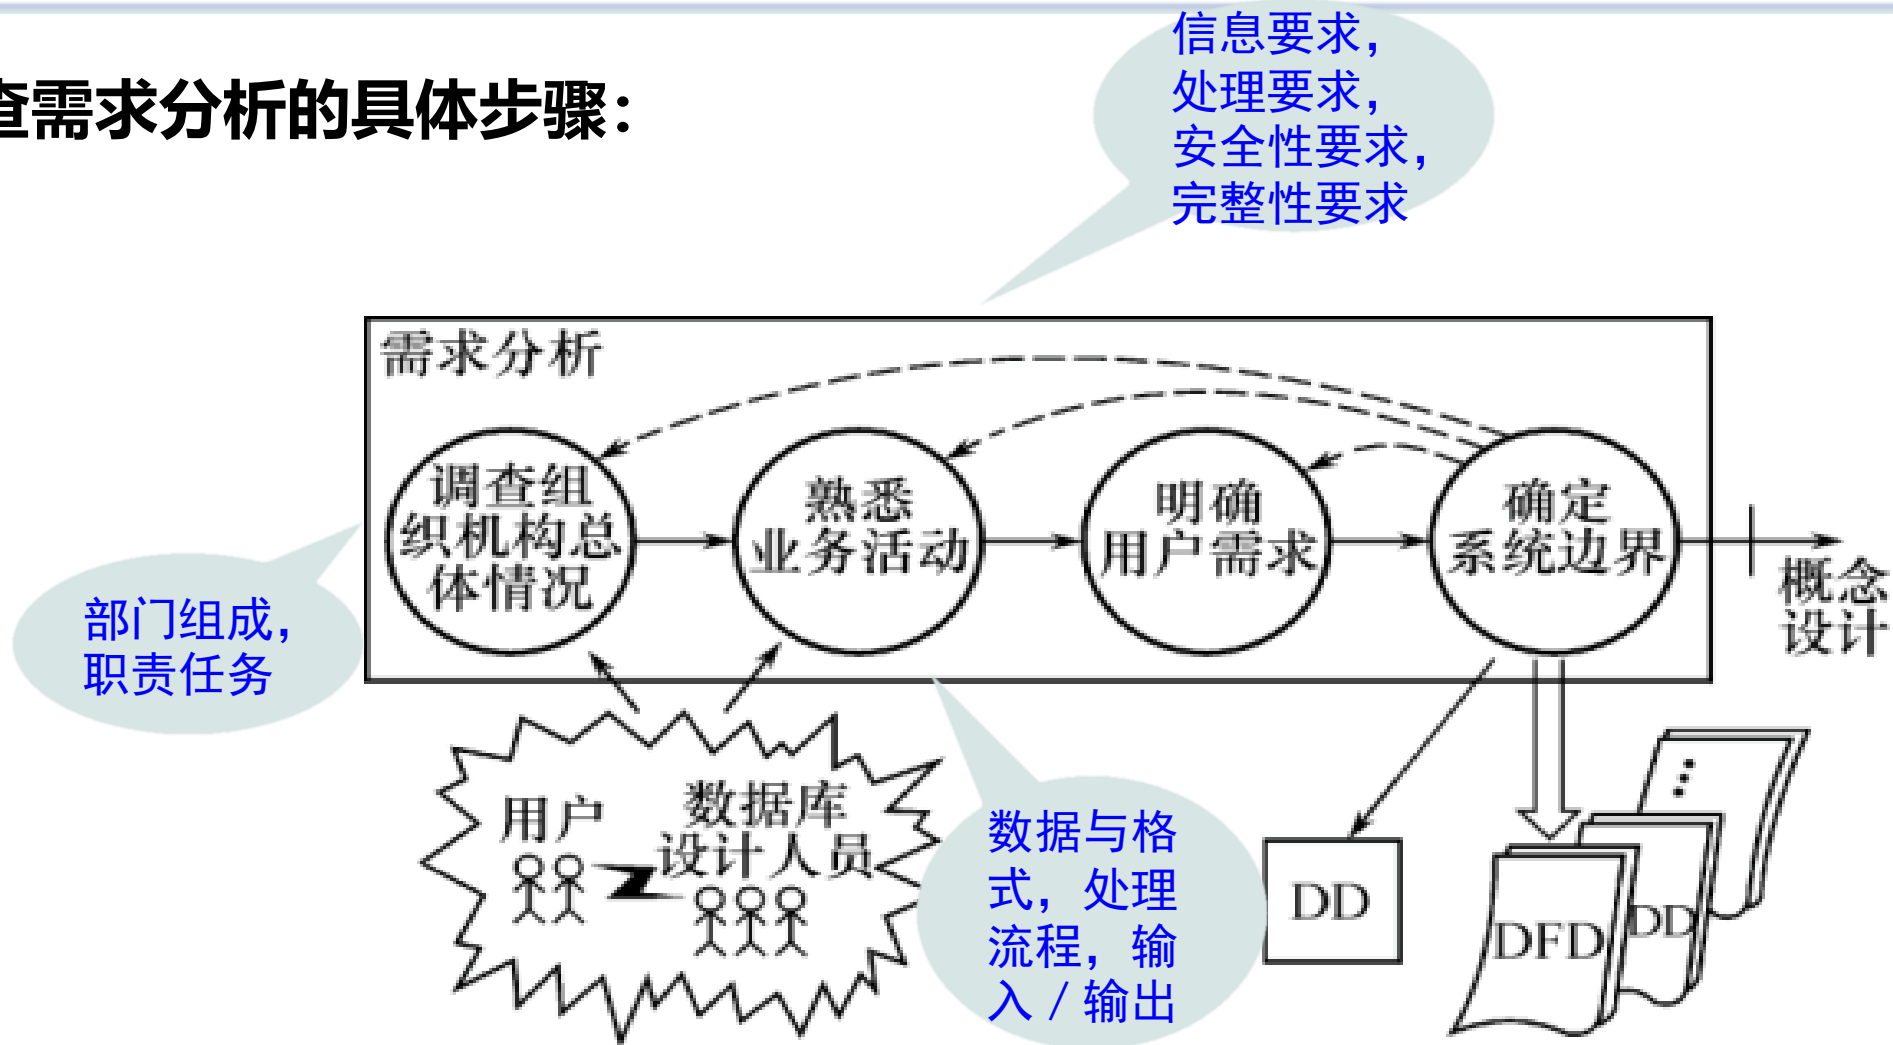 查需求分析的具体步骤：
信息要求，
处理要求，
安全性要求，
完整性要求
需求分析
调查组
织机构总
体情况
熟悉
业务活动
明确
用户需求
确定
系统边界
概念
设计
部门组成，
职责任务
用户
数据库
设计人员
数据与格
式，处理
流程，输
入/输出
DD
DFD
DD
⋮